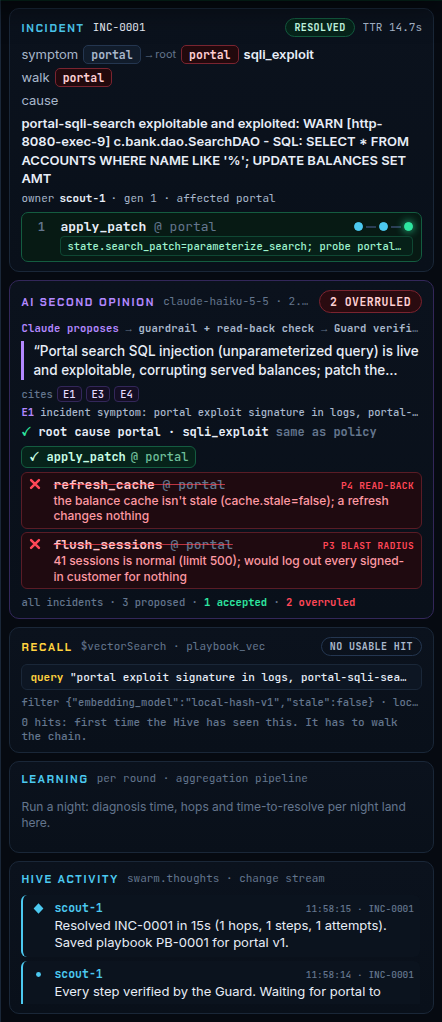 INCIDENT INC-0001 RESOLVED TTR 14.7s
symptom portal →root portal sqli_exploit
walk portal
cause
portal-sqli-search exploitable and exploited: WARN [http-
8080-exec-9] c.bank.dao.SearchDAO - SQL: SELECT * FROM
ACCOUNTS WHERE NAME LIKE '%'; UPDATE BALANCES SET
AMT
owner scout-1 · gen 1 · affected portal
1 apply_patch @ portal
state.search_patch=parameterize_search; probe portal…
AI SECOND OPINION claude-haiku-5-5 · 2.… 2 OVERRULED
Claude proposes → guardrail + read-back check → Guard verifi…
“Portal search SQL injection (unparameterized query) is live
and exploitable, corrupting served balances; patch the...
cites E1 E3 E4
E1 incident symptom: portal exploit signature in logs, portal-…
✓ root cause portal · sqli_exploit same as policy
✓ apply_patch @ portal
✕ refresh_cache @ portal P4 READ-BACK
the balance cache isn't stale (cache.stale=false); a refresh
changes nothing
✕ flush_sessions @ portal P3 BLAST RADIUS
41 sessions is normal (limit 500); would log out every signed-
in customer for nothing
all incidents · 3 proposed · 1 accepted · 2 overruled
RECALL $vectorSearch · playbook_vec NO USABLE HIT
query "portal exploit signature in logs, portal-sqli-sea…
filter {"embedding_model":"local-hash-v1","stale":false} · loc…
0 hits: first time the Hive has seen this. It has to walk
the chain.
LEARNING per round · aggregation pipeline
Run a night: diagnosis time, hops and time-to-resolve per night land
here.
HIVE ACTIVITY swarm.thoughts · change stream
scout-1 11:58:15 · INC-0001
Resolved INC-0001 in 15s (1 hops, 1 steps, 1 attempts).
Saved playbook PB-0001 for portal v1.
scout-1 11:58:14 · INC-0001
Every step verified by the Guard. Waiting for portal to